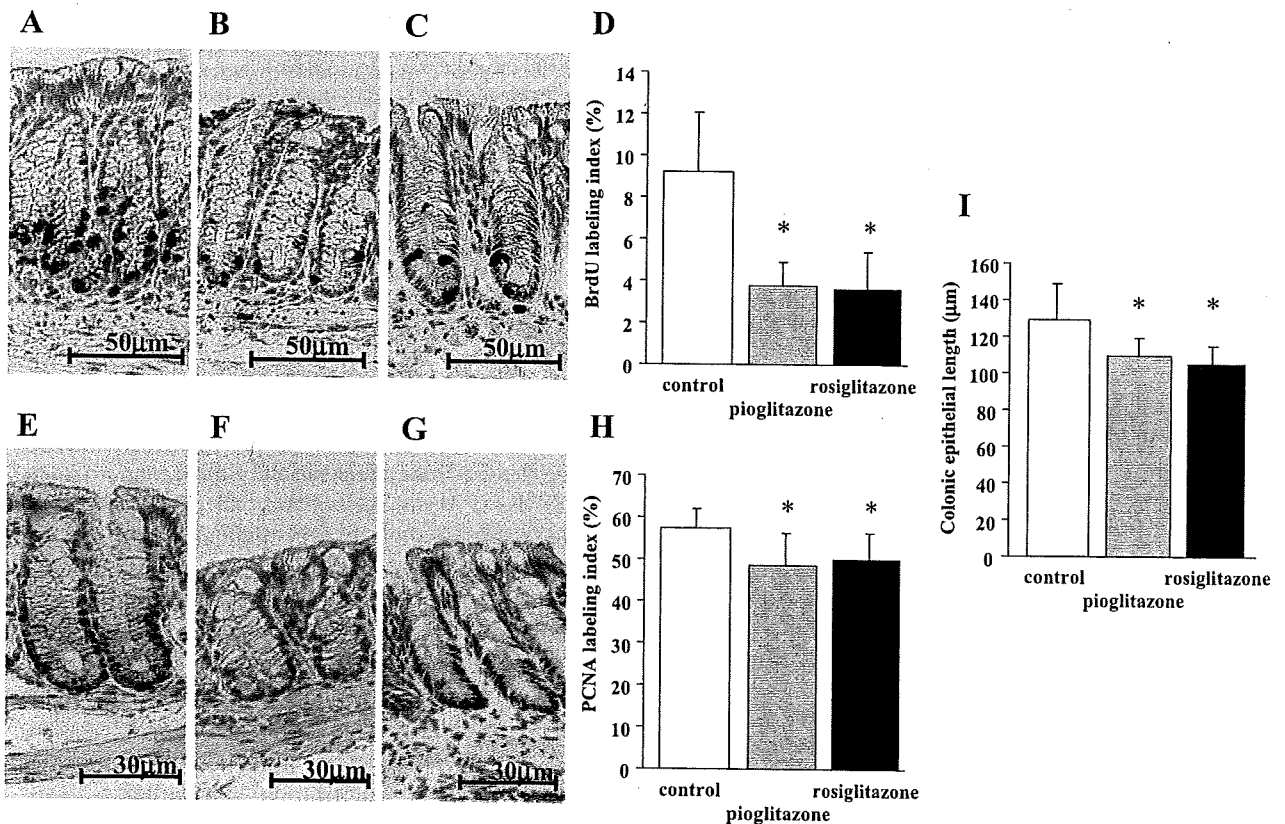 A
B
C
50µm
50µm
50µm
D
BrdU labeling index (%)
14
12
10
8
6
4
2
0
*
*
control
pioglitazone
rosiglitazone
E
F
G
30µm
30µm
30µm
H
PCNA labeling index (%)
70
60
50
40
30
20
10
0
*
*
control
pioglitazone
rosiglitazone
I
Colonic epithelial length (µm)
160
140
120
100
80
60
40
20
0
*
*
control
pioglitazone
rosiglitazone